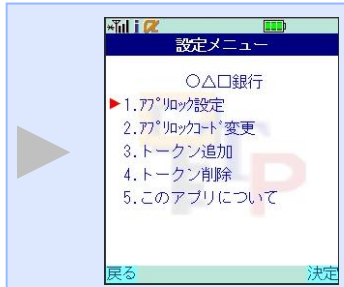 設定メニュー
○△□銀行
1.ｱﾌﾟﾘﾛｯｸ設定
2.ｱﾌﾟﾘﾛｯｸｺｰﾄﾞ変更
3.トークン追加
4.トークン削除
5.このアプリについて
戻る 決定